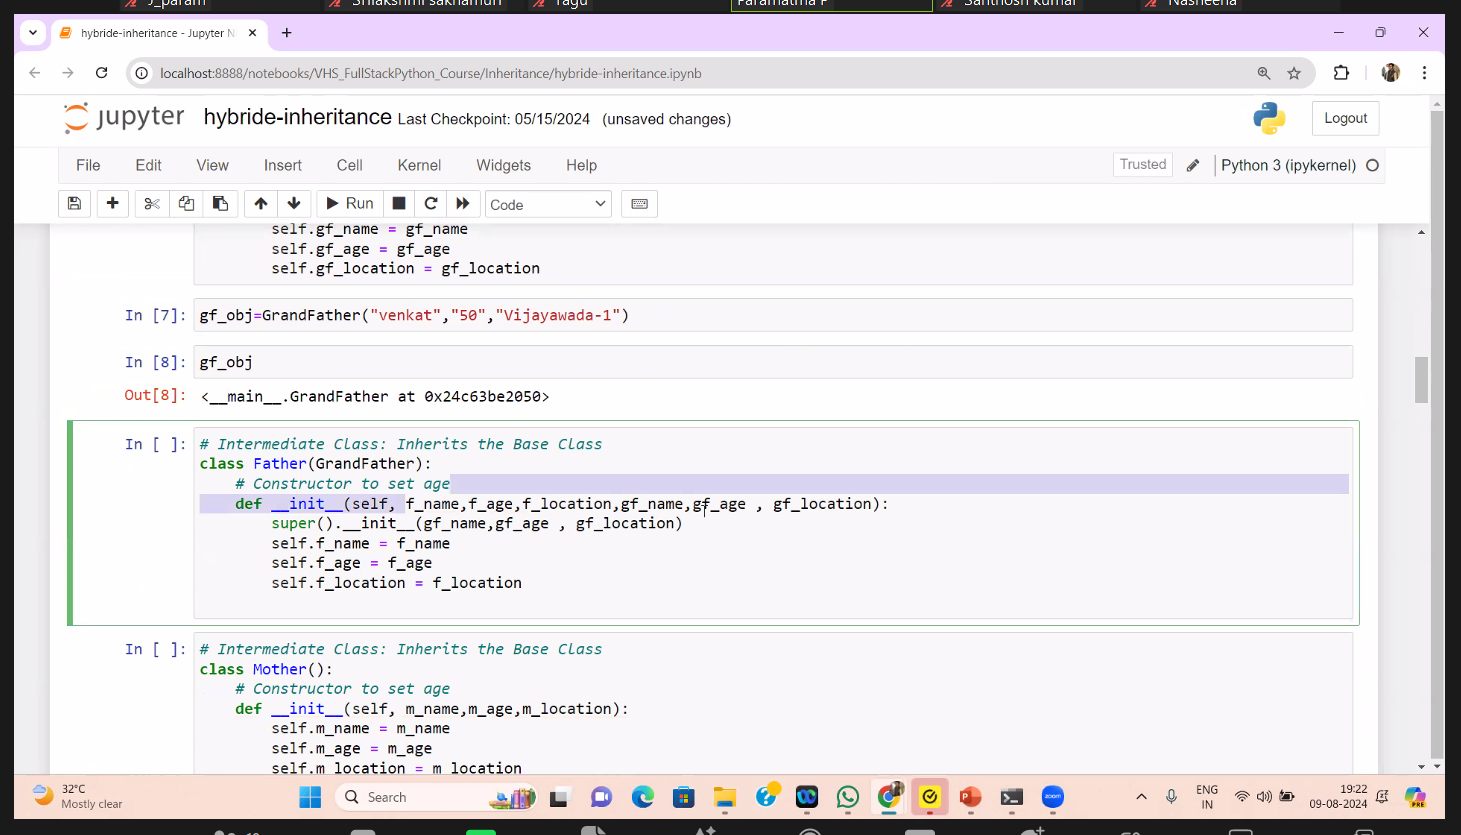 J_param
Srilakshmi sakhamuri
Paramatma P
Santhosh kumar
Nasheena
hybride-inheritance - Jupyter N
localhost:8888/notebooks/VHS_FullStackPython_Course/Inheritance/hybride-inheritance.ipynb
jupyter hybride-inheritance Last Checkpoint: 05/15/2024 (unsaved changes)
Logout
File Edit View Insert Cell Kernel Widgets Help
Trusted Python 3 (ipykernel)
Run Code
self.gf_name = gf_name
self.gf_age = gf_age
self.gf_location = gf_location
In [7]: gf_obj=GrandFather("venkat","50","Vijayawada-1")
In [8]: gf_obj
Out[8]: <__main__.GrandFather at 0x24c63be2050>
In [ ]: # Intermediate Class: Inherits the Base Class
class Father(GrandFather):
# Constructor to set age
def __init__(self, f_name,f_age,f_location,gf_name,gf_age , gf_location):
super().__init__(gf_name,gf_age , gf_location)
self.f_name = f_name
self.f_age = f_age
self.f_location = f_location
In [ ]: # Intermediate Class: Inherits the Base Class
class Mother():
# Constructor to set age
def __init__(self, m_name,m_age,m_location):
self.m_name = m_name
self.m_age = m_age
self.m_location = m_location
32°C
Mostly clear
Search
zoom
PRE
ENG
IN
19:22
09-08-2024